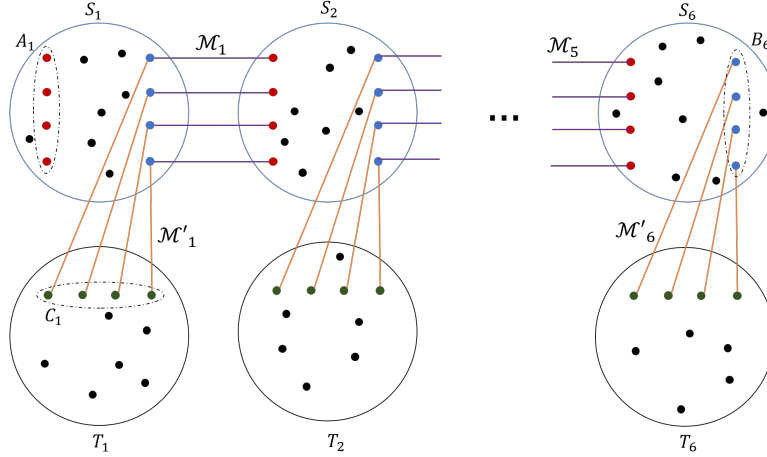 S₁ S₂ S₆
A₁ ℳ₁ ℳ₅ B₆
...
ℳ'₁ ℳ'₆
C₁
T₁ T₂ T₆